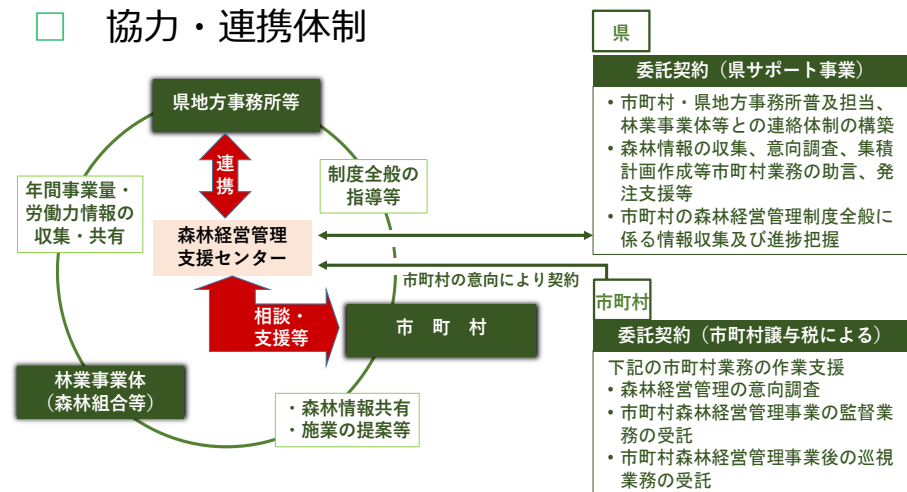 協力・連携体制
県地方事務所等
連携
年間事業量・
労働力情報の
収集・共有
制度全般の
指導等
森林経営管理
支援センター
市町村の意向により契約
相談・
支援等
市　町　村
林業事業体
（森林組合等）
・森林情報共有
・施業の提案等
県
委託契約（県サポート事業）
• 市町村・県地方事務所普及担当、
林業事業体等との連絡体制の構築
• 森林情報の収集、意向調査、集積
計画作成等市町村業務の助言、発
注支援等
• 市町村の森林経営管理制度全般に
係る情報収集及び進捗把握
市町村
委託契約（市町村譲与税による）
下記の市町村業務の作業支援
• 森林経営管理の意向調査
• 市町村森林経営管理事業の監督業
務の受託
• 市町村森林経営管理事業後の巡視
業務の受託